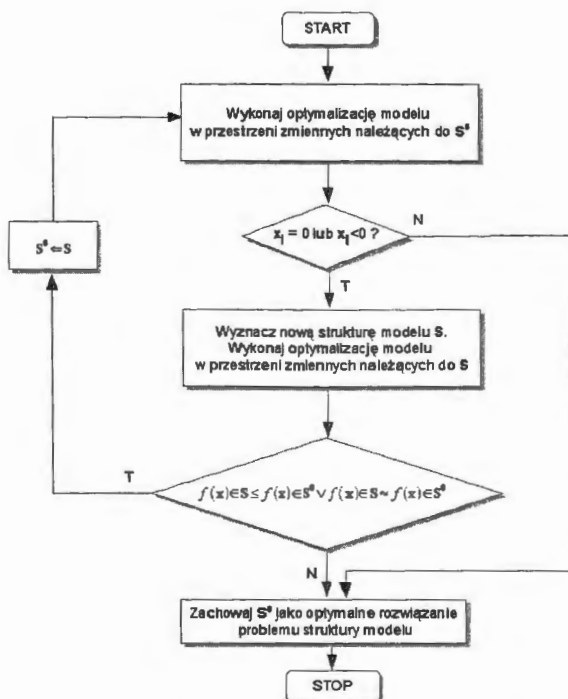 START
Wykonaj optymalizację modelu
w przestrzeni zmiennych należących do S⁰
N
x_i = 0 lub x_i <0 ?
S⁰ ⇐ S
T
Wyznacz nową strukturę modelu S.
Wykonaj optymalizację modelu
w przestrzeni zmiennych należących do S
T
f(x)∈S ≤ f(x)∈S⁰ ∨ f(x)∈S ≈ f(x)∈S⁰
N
Zachowaj S⁰ jako optymalne rozwiązanie
problemu struktury modelu
STOP